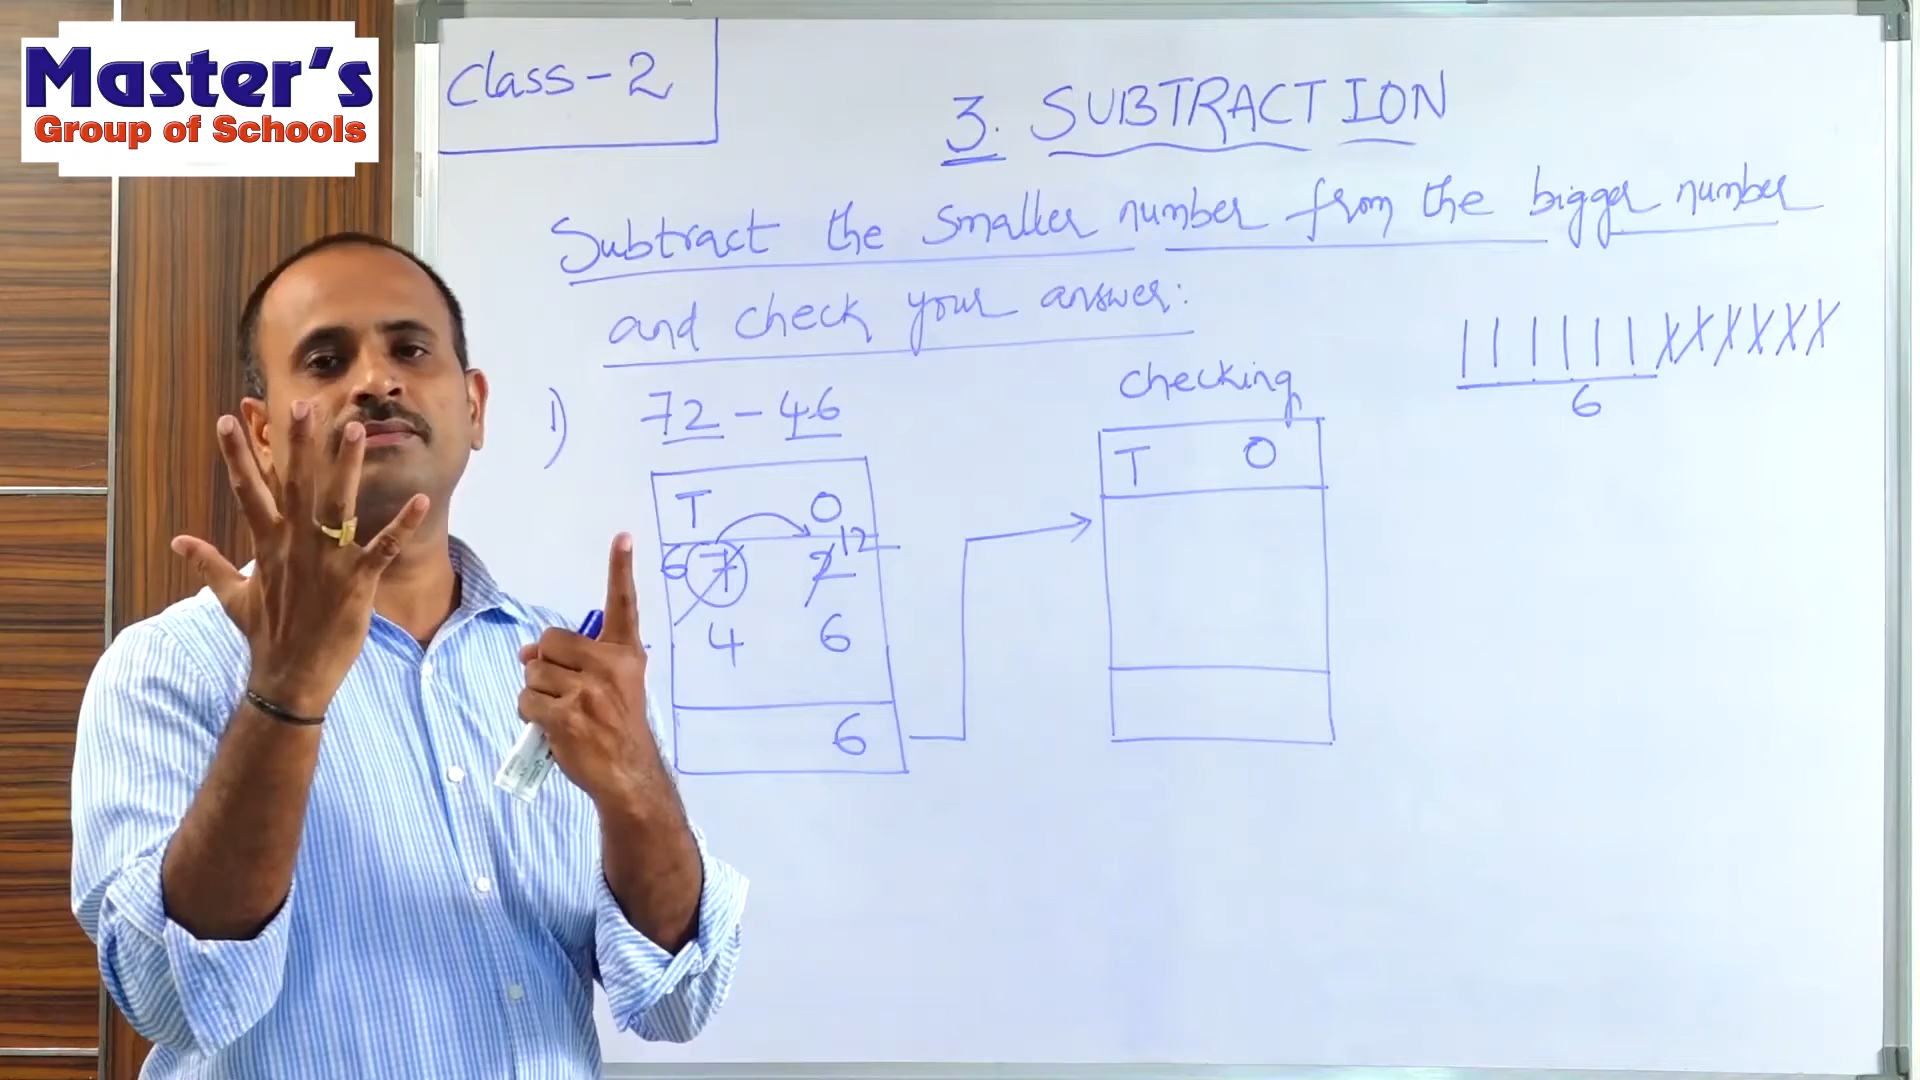 Master's
Group of Schools
Class-2
3. SUBTRACTION
Subtract the smaller number from the bigger number
and check your answer:
1) 72 - 46
T O
6 7 2 12
4 6
6
checking
T O
6